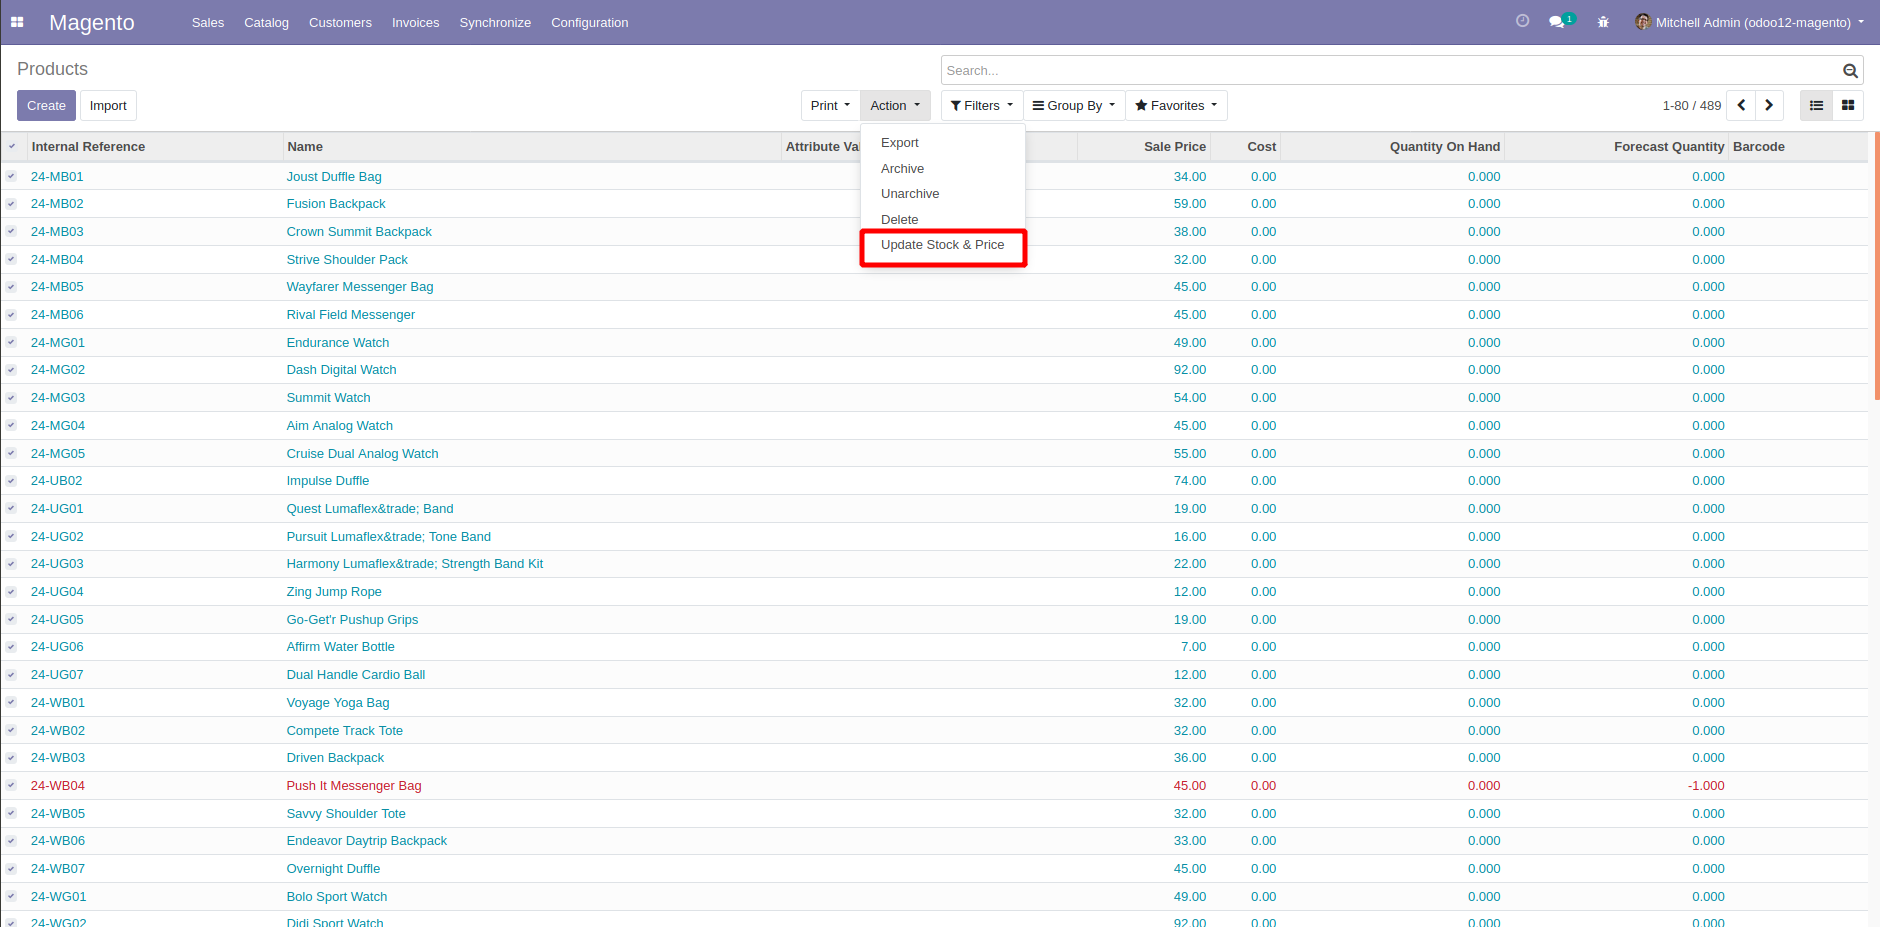 Magento Sales Catalog Customers Invoices Synchronize Configuration 1 Mitchell Admin (odoo12-magento)
Products Search...
Create Import Print Action Filters Group By Favorites 1-80 / 489
Internal Reference Name Attribute Val Sale Price Cost Quantity On Hand Forecast Quantity Barcode
Export
Archive
Unarchive
Delete
Update Stock & Price
24-MB01 Joust Duffle Bag 34.00 0.00 0.000 0.000
24-MB02 Fusion Backpack 59.00 0.00 0.000 0.000
24-MB03 Crown Summit Backpack 38.00 0.00 0.000 0.000
24-MB04 Strive Shoulder Pack 32.00 0.00 0.000 0.000
24-MB05 Wayfarer Messenger Bag 45.00 0.00 0.000 0.000
24-MB06 Rival Field Messenger 45.00 0.00 0.000 0.000
24-MG01 Endurance Watch 49.00 0.00 0.000 0.000
24-MG02 Dash Digital Watch 92.00 0.00 0.000 0.000
24-MG03 Summit Watch 54.00 0.00 0.000 0.000
24-MG04 Aim Analog Watch 45.00 0.00 0.000 0.000
24-MG05 Cruise Dual Analog Watch 55.00 0.00 0.000 0.000
24-UB02 Impulse Duffle 74.00 0.00 0.000 0.000
24-UG01 Quest Lumaflex&trade; Band 19.00 0.00 0.000 0.000
24-UG02 Pursuit Lumaflex&trade; Tone Band 16.00 0.00 0.000 0.000
24-UG03 Harmony Lumaflex&trade; Strength Band Kit 22.00 0.00 0.000 0.000
24-UG04 Zing Jump Rope 12.00 0.00 0.000 0.000
24-UG05 Go-Get'r Pushup Grips 19.00 0.00 0.000 0.000
24-UG06 Affirm Water Bottle 7.00 0.00 0.000 0.000
24-UG07 Dual Handle Cardio Ball 12.00 0.00 0.000 0.000
24-WB01 Voyage Yoga Bag 32.00 0.00 0.000 0.000
24-WB02 Compete Track Tote 32.00 0.00 0.000 0.000
24-WB03 Driven Backpack 36.00 0.00 0.000 0.000
24-WB04 Push It Messenger Bag 45.00 0.00 0.000 -1.000
24-WB05 Savvy Shoulder Tote 32.00 0.00 0.000 0.000
24-WB06 Endeavor Daytrip Backpack 33.00 0.00 0.000 0.000
24-WB07 Overnight Duffle 45.00 0.00 0.000 0.000
24-WG01 Bolo Sport Watch 49.00 0.00 0.000 0.000
24-WG02 Didi Sport Watch 92.00 0.00 0.000 0.000